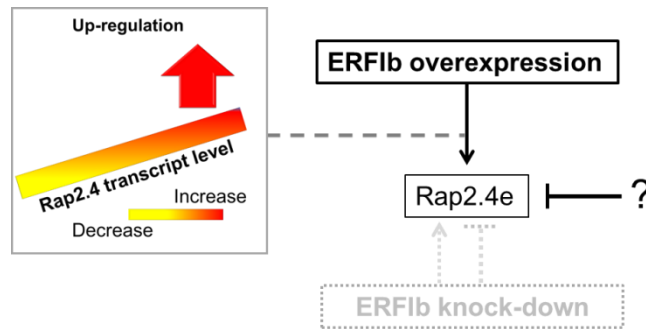 Up-regulation
ERFIb overexpression
Rap2.4 transcript level
Increase
Decrease
Rap2.4e
?
ERFIb knock-down